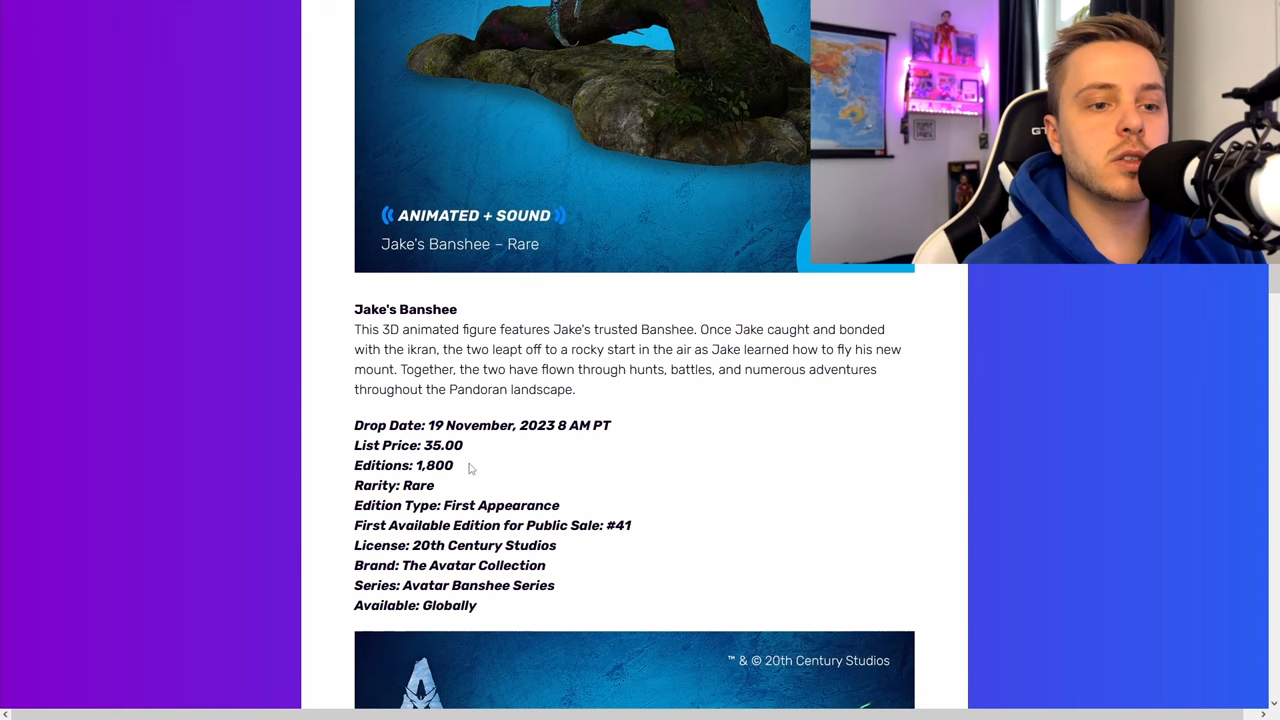 GT
ANIMATED + SOUND
Jake's Banshee – Rare
Jake's Banshee
This 3D animated figure features Jake's trusted Banshee. Once Jake caught and bonded
with the ikran, the two leapt off to a rocky start in the air as Jake learned how to fly his new
mount. Together, the two have flown through hunts, battles, and numerous adventures
throughout the Pandoran landscape.
Drop Date: 19 November, 2023 8 AM PT
List Price: 35.00
Editions: 1,800
Rarity: Rare
Edition Type: First Appearance
First Available Edition for Public Sale: #41
License: 20th Century Studios
Brand: The Avatar Collection
Series: Avatar Banshee Series
Available: Globally
™ & © 20th Century Studios